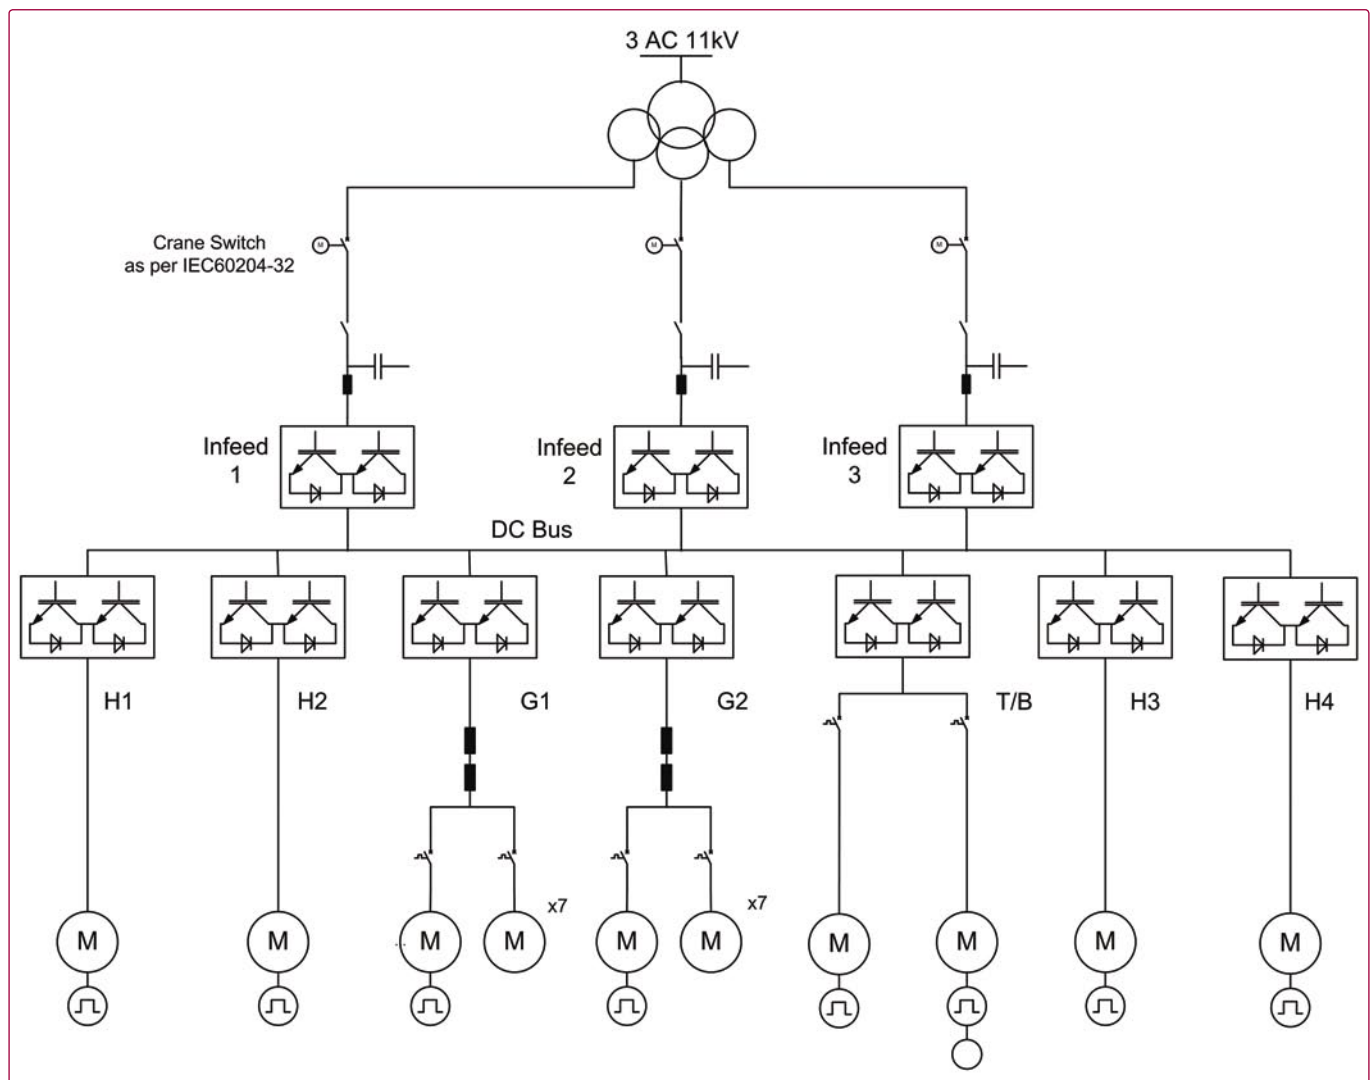 3 AC 11kV
Crane Switch
as per IEC60204-32
M
M
M
Infeed
1
Infeed
2
Infeed
3
DC Bus
H1
H2
G1
G2
T/B
H3
H4
x7
x7
M
M
M
M
M
M
M
M
M
M